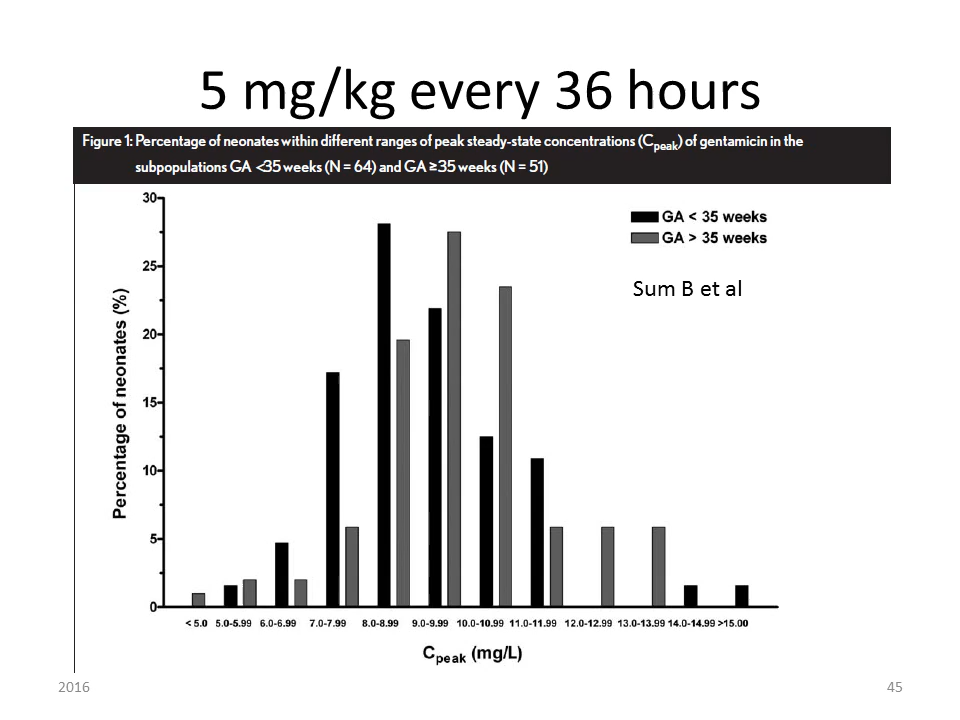 5 mg/kg every 36 hours
Figure 1: Percentage of neonates within different ranges of peak steady-state concentrations (Cpeak) of gentamicin in the
subpopulations GA <35 weeks (N = 64) and GA ≥35 weeks (N = 51)
30
25
20
15
10
5
0
Percentage of neonates (%)
GA < 35 weeks
GA > 35 weeks
Sum B et al
< 5.0 5.0-5.99 6.0-6.99 7.0-7.99 8.0-8.99 9.0-9.99 10.0-10.99 11.0-11.99 12.0-12.99 13.0-13.99 14.0-14.99 >15.00
Cpeak (mg/L)
2016
45